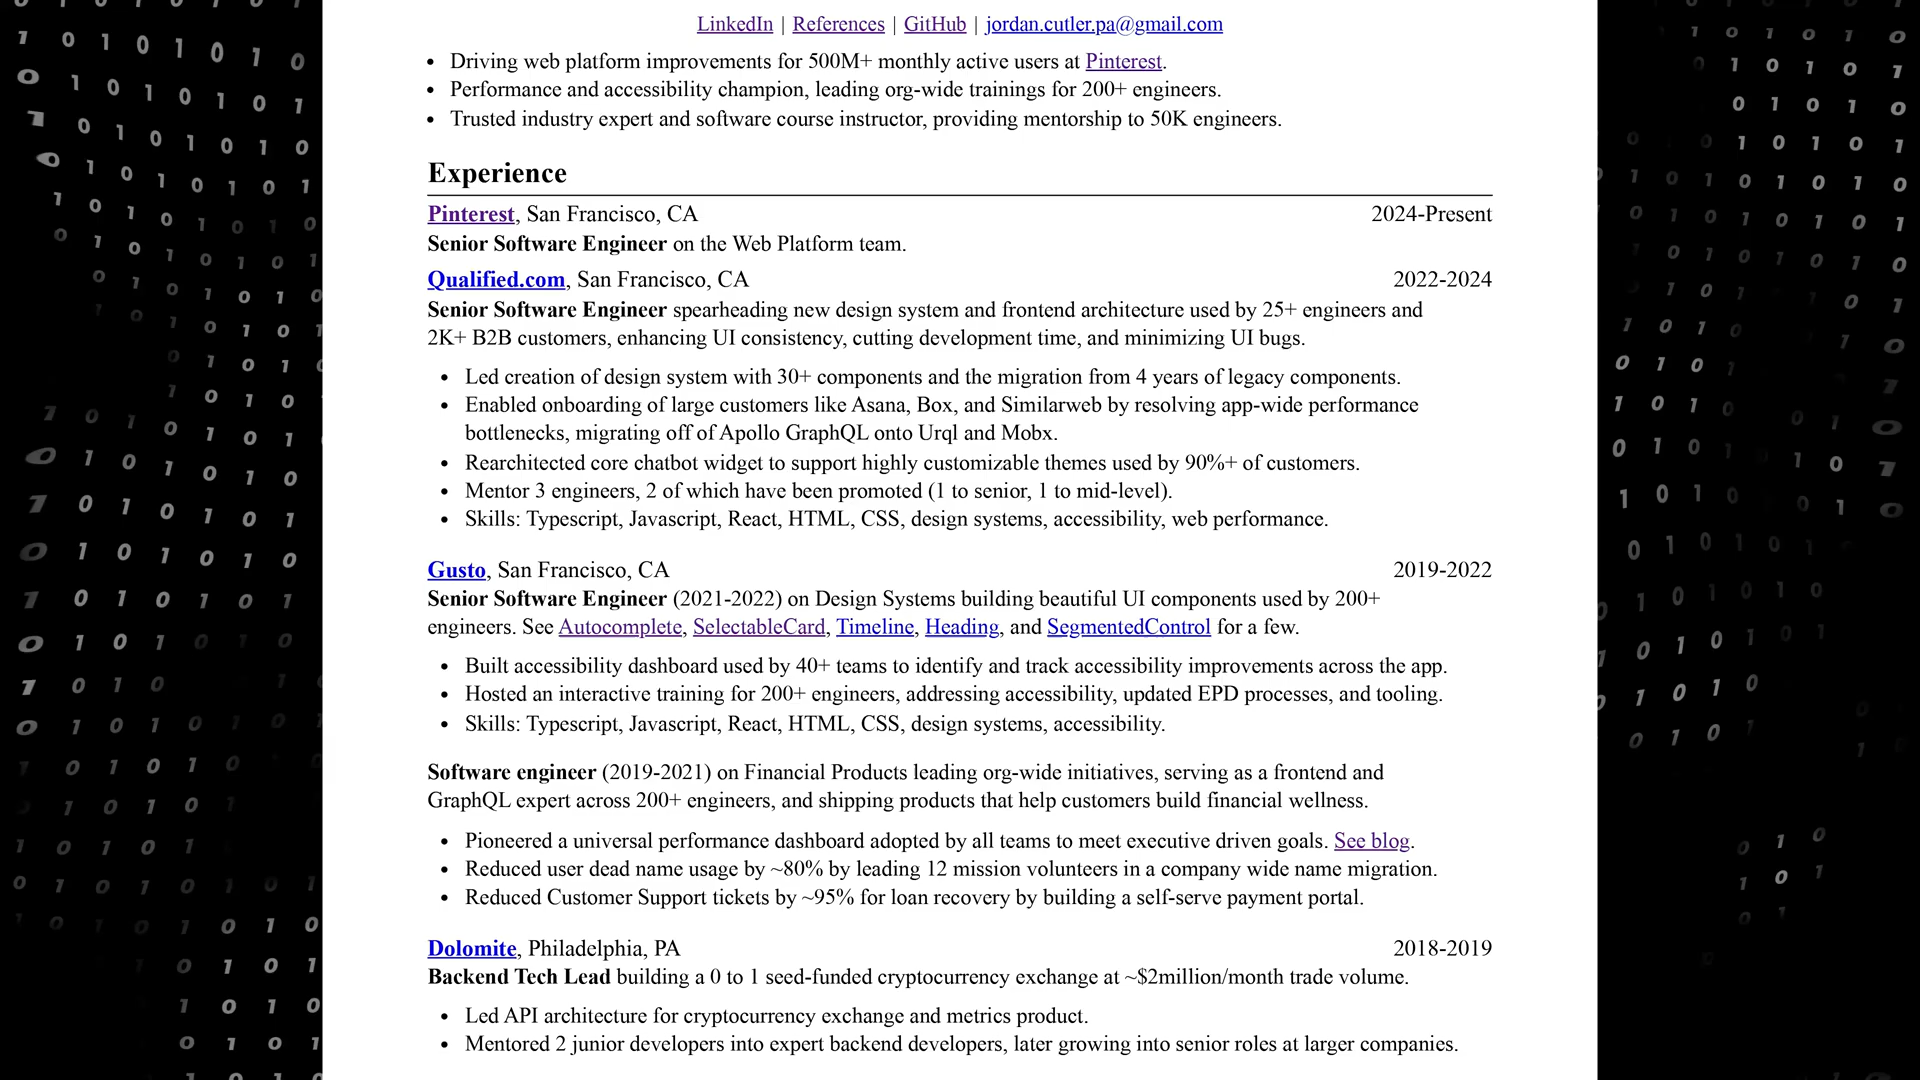 LinkedIn | References | GitHub | jordan.cutler.pa@gmail.com
• Driving web platform improvements for 500M+ monthly active users at Pinterest.
• Performance and accessibility champion, leading org-wide trainings for 200+ engineers.
• Trusted industry expert and software course instructor, providing mentorship to 50K engineers.
Experience
Pinterest, San Francisco, CA 2024-Present
Senior Software Engineer on the Web Platform team.
Qualified.com, San Francisco, CA 2022-2024
Senior Software Engineer spearheading new design system and frontend architecture used by 25+ engineers and
2K+ B2B customers, enhancing UI consistency, cutting development time, and minimizing UI bugs.
• Led creation of design system with 30+ components and the migration from 4 years of legacy components.
• Enabled onboarding of large customers like Asana, Box, and Similarweb by resolving app-wide performance
bottlenecks, migrating off of Apollo GraphQL onto Urql and Mobx.
• Rearchitected core chatbot widget to support highly customizable themes used by 90%+ of customers.
• Mentor 3 engineers, 2 of which have been promoted (1 to senior, 1 to mid-level).
• Skills: Typescript, Javascript, React, HTML, CSS, design systems, accessibility, web performance.
Gusto, San Francisco, CA 2019-2022
Senior Software Engineer (2021-2022) on Design Systems building beautiful UI components used by 200+
engineers. See Autocomplete, SelectableCard, Timeline, Heading, and SegmentedControl for a few.
• Built accessibility dashboard used by 40+ teams to identify and track accessibility improvements across the app.
• Hosted an interactive training for 200+ engineers, addressing accessibility, updated EPD processes, and tooling.
• Skills: Typescript, Javascript, React, HTML, CSS, design systems, accessibility.
Software engineer (2019-2021) on Financial Products leading org-wide initiatives, serving as a frontend and
GraphQL expert across 200+ engineers, and shipping products that help customers build financial wellness.
• Pioneered a universal performance dashboard adopted by all teams to meet executive driven goals. See blog.
• Reduced user dead name usage by ~80% by leading 12 mission volunteers in a company wide name migration.
• Reduced Customer Support tickets by ~95% for loan recovery by building a self-serve payment portal.
Dolomite, Philadelphia, PA 2018-2019
Backend Tech Lead building a 0 to 1 seed-funded cryptocurrency exchange at ~$2million/month trade volume.
• Led API architecture for cryptocurrency exchange and metrics product.
• Mentored 2 junior developers into expert backend developers, later growing into senior roles at larger companies.